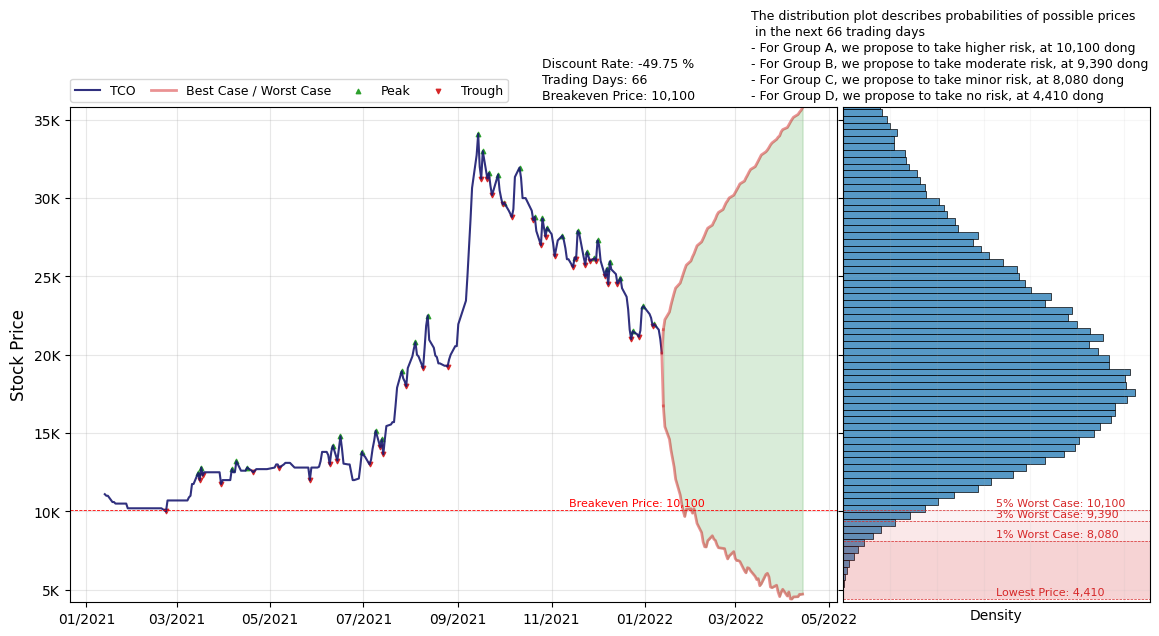 The distribution plot describes probabilities of possible prices
in the next 66 trading days
- For Group A, we propose to take higher risk, at 10,100 dong
- For Group B, we propose to take moderate risk, at 9,390 dong
- For Group C, we propose to take minor risk, at 8,080 dong
- For Group D, we propose to take no risk, at 4,410 dong
Discount Rate: -49.75 %
Trading Days: 66
Breakeven Price: 10,100
TCO Best Case / Worst Case Peak Trough
Stock Price
35K
30K
25K
20K
15K
10K
5K
Breakeven Price: 10,100
5% Worst Case: 10,100
3% Worst Case: 9,390
1% Worst Case: 8,080
Lowest Price: 4,410
01/2021 03/2021 05/2021 07/2021 09/2021 11/2021 01/2022 03/2022 05/2022
Density